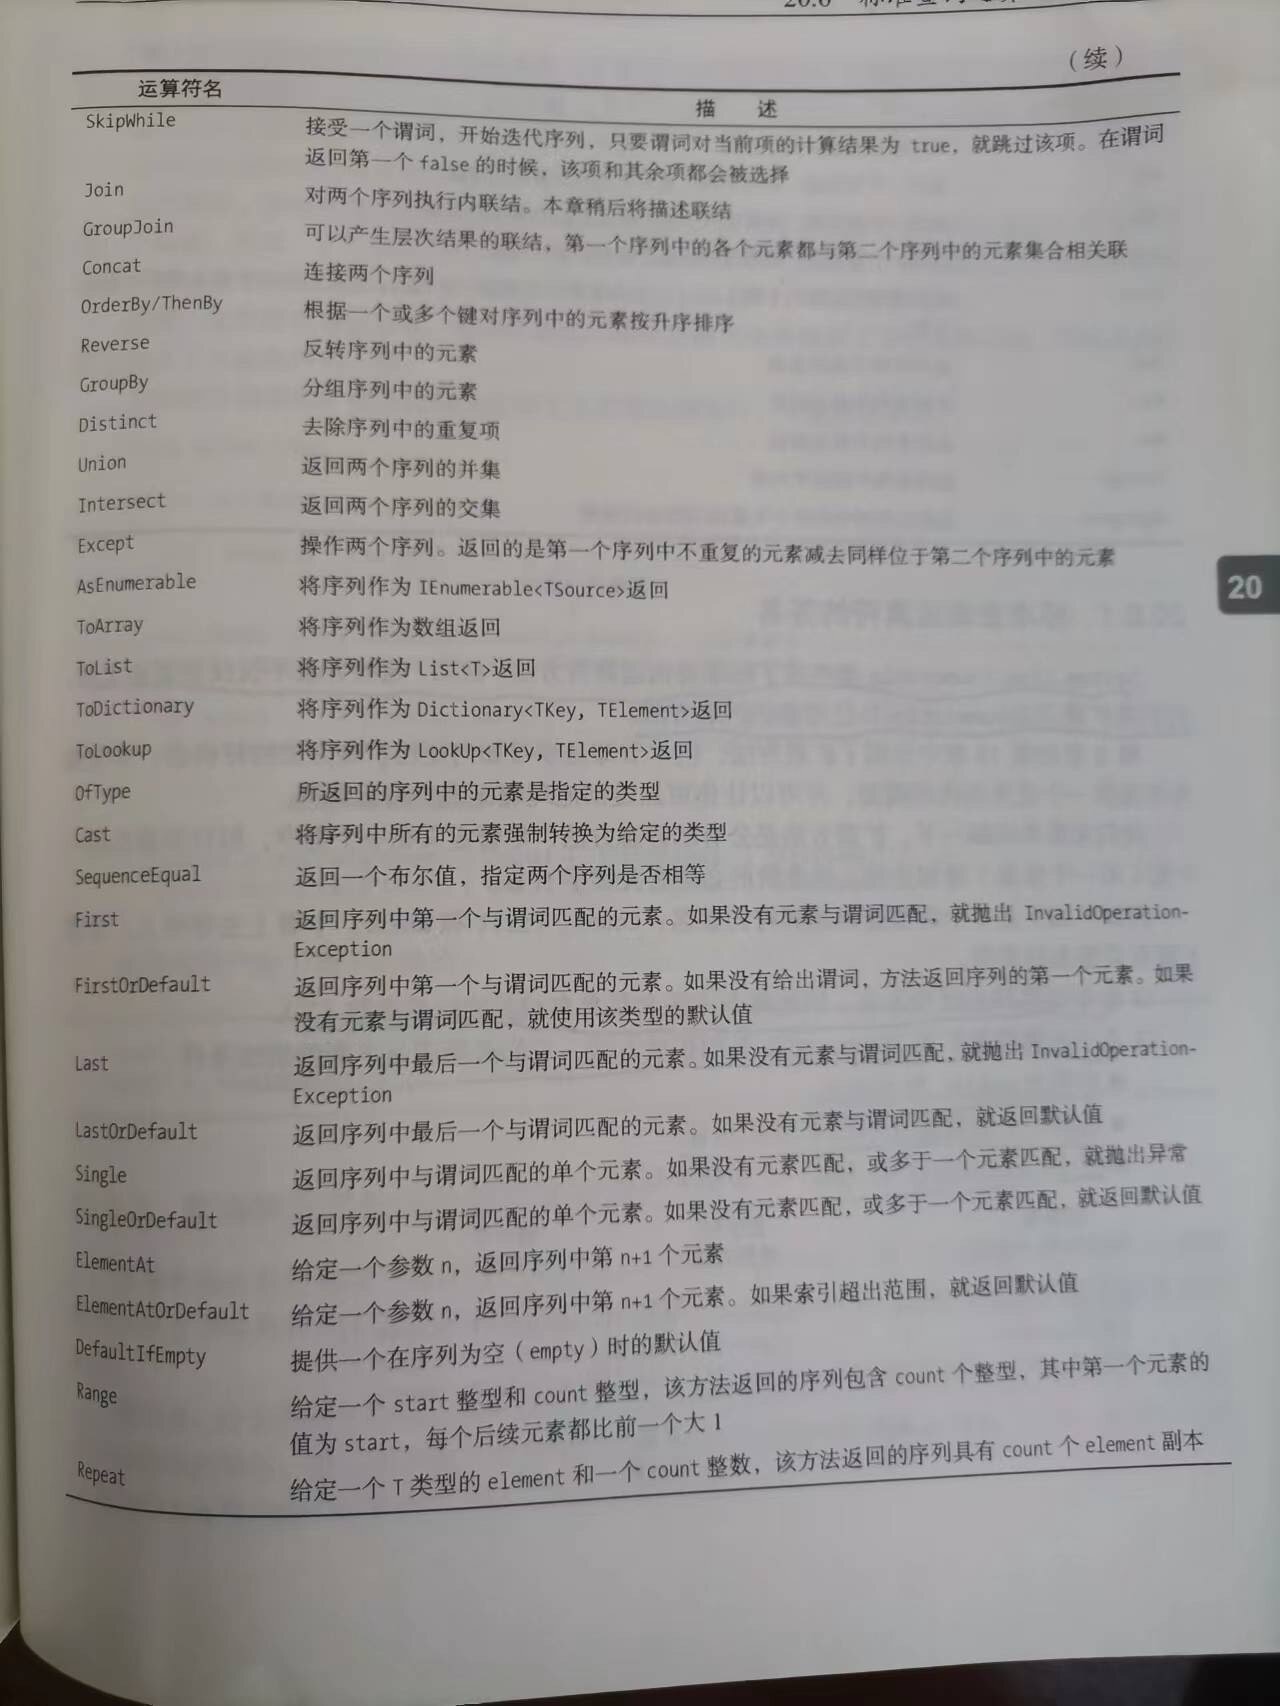 (续)
运算符名 描 述
SkipWhile 接受一个谓词，开始迭代序列，只要谓词对当前项的计算结果为 true，就跳过该项。在谓词
返回第一个 false 的时候，该项和其余项都会被选择
Join 对两个序列执行内联结。本章稍后将描述联结
GroupJoin 可以产生层次结果的联结，第一个序列中的各个元素都与第二个序列中的元素集合相关联
Concat 连接两个序列
OrderBy/ThenBy 根据一个或多个键对序列中的元素按升序排序
Reverse 反转序列中的元素
GroupBy 分组序列中的元素
Distinct 去除序列中的重复项
Union 返回两个序列的并集
Intersect 返回两个序列的交集
Except 操作两个序列。返回的是第一个序列中不重复的元素减去同样位于第二个序列中的元素
AsEnumerable 将序列作为 IEnumerable<TSource>返回
ToArray 将序列作为数组返回
ToList 将序列作为 List<T>返回
ToDictionary 将序列作为 Dictionary<TKey, TElement>返回
ToLookup 将序列作为 LookUp<TKey, TElement>返回
OfType 所返回的序列中的元素是指定的类型
Cast 将序列中所有的元素强制转换为给定的类型
SequenceEqual 返回一个布尔值，指定两个序列是否相等
First 返回序列中第一个与谓词匹配的元素。如果没有元素与谓词匹配，就抛出 InvalidOperation-
Exception
FirstOrDefault 返回序列中第一个与谓词匹配的元素。如果没有给出谓词，方法返回序列的第一个元素。如果
没有元素与谓词匹配，就使用该类型的默认值
Last 返回序列中最后一个与谓词匹配的元素。如果没有元素与谓词匹配，就抛出 InvalidOperation-
Exception
LastOrDefault 返回序列中最后一个与谓词匹配的元素。如果没有元素与谓词匹配，就返回默认值
Single 返回序列中与谓词匹配的单个元素。如果没有元素匹配，或多于一个元素匹配，就抛出异常
SingleOrDefault 返回序列中与谓词匹配的单个元素。如果没有元素匹配，或多于一个元素匹配，就返回默认值
ElementAt 给定一个参数 n，返回序列中第 n+1 个元素
ElementAtOrDefault 给定一个参数 n，返回序列中第 n+1 个元素。如果索引超出范围，就返回默认值
DefaultIfEmpty 提供一个在序列为空（empty）时的默认值
Range 给定一个 start 整型和 count 整型，该方法返回的序列包含 count 个整型，其中第一个元素的
值为 start，每个后续元素都比前一个大 1
Repeat 给定一个 T 类型的 element 和一个 count 整数，该方法返回的序列具有 count 个 element 副本
20